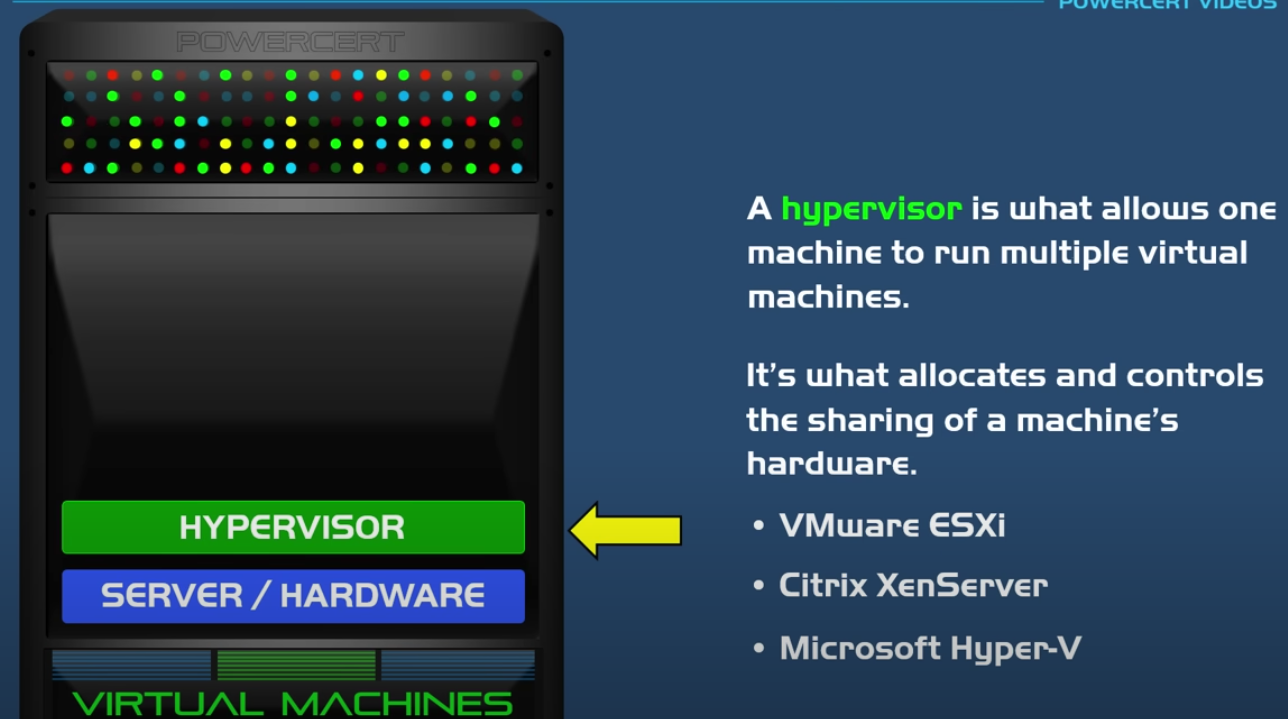 POWERCERT VIDEOS
POWERCERT
A hypervisor is what allows one
machine to run multiple virtual
machines.
It's what allocates and controls
the sharing of a machine's
hardware.
• VMware ESXi
• Citrix XenServer
• Microsoft Hyper-V
HYPERVISOR
SERVER / HARDWARE
VIRTUAL MACHINES